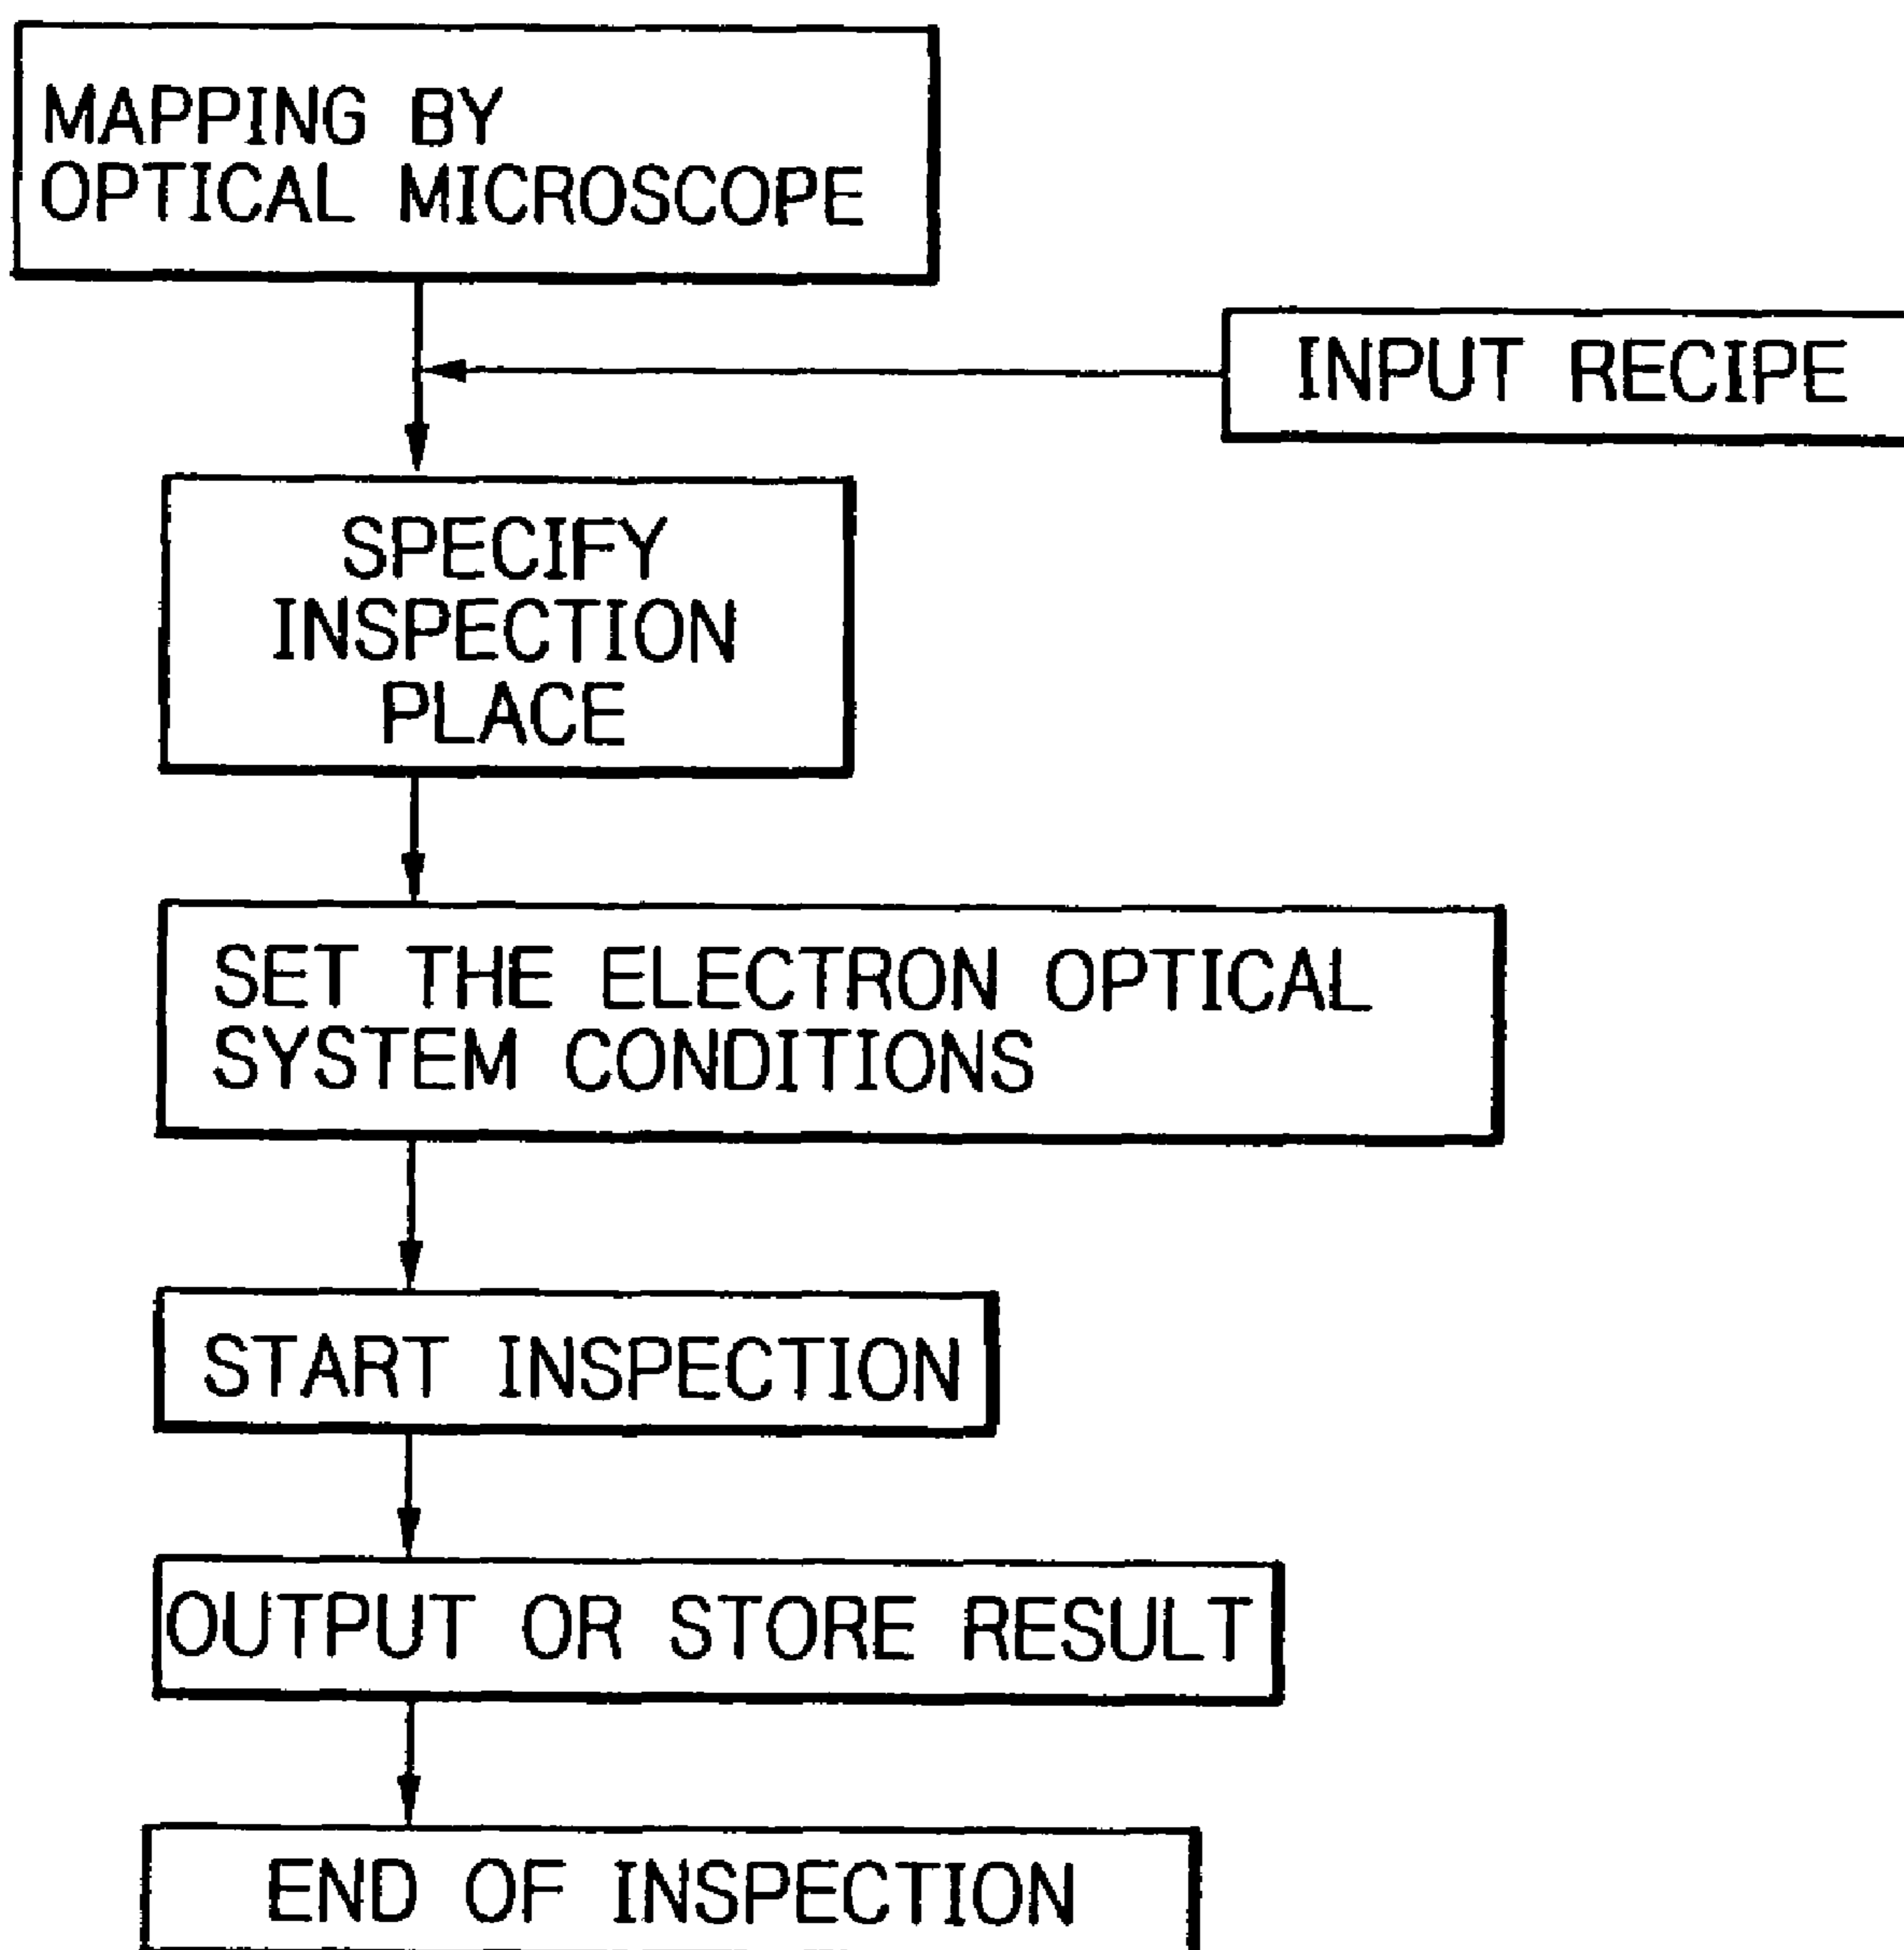 MAPPING BY
OPTICAL MICROSCOPE
INPUT RECIPE
SPECIFY
INSPECTION
PLACE
SET THE ELECTRON OPTICAL
SYSTEM CONDITIONS
START INSPECTION
OUTPUT OR STORE RESULT
END OF INSPECTION